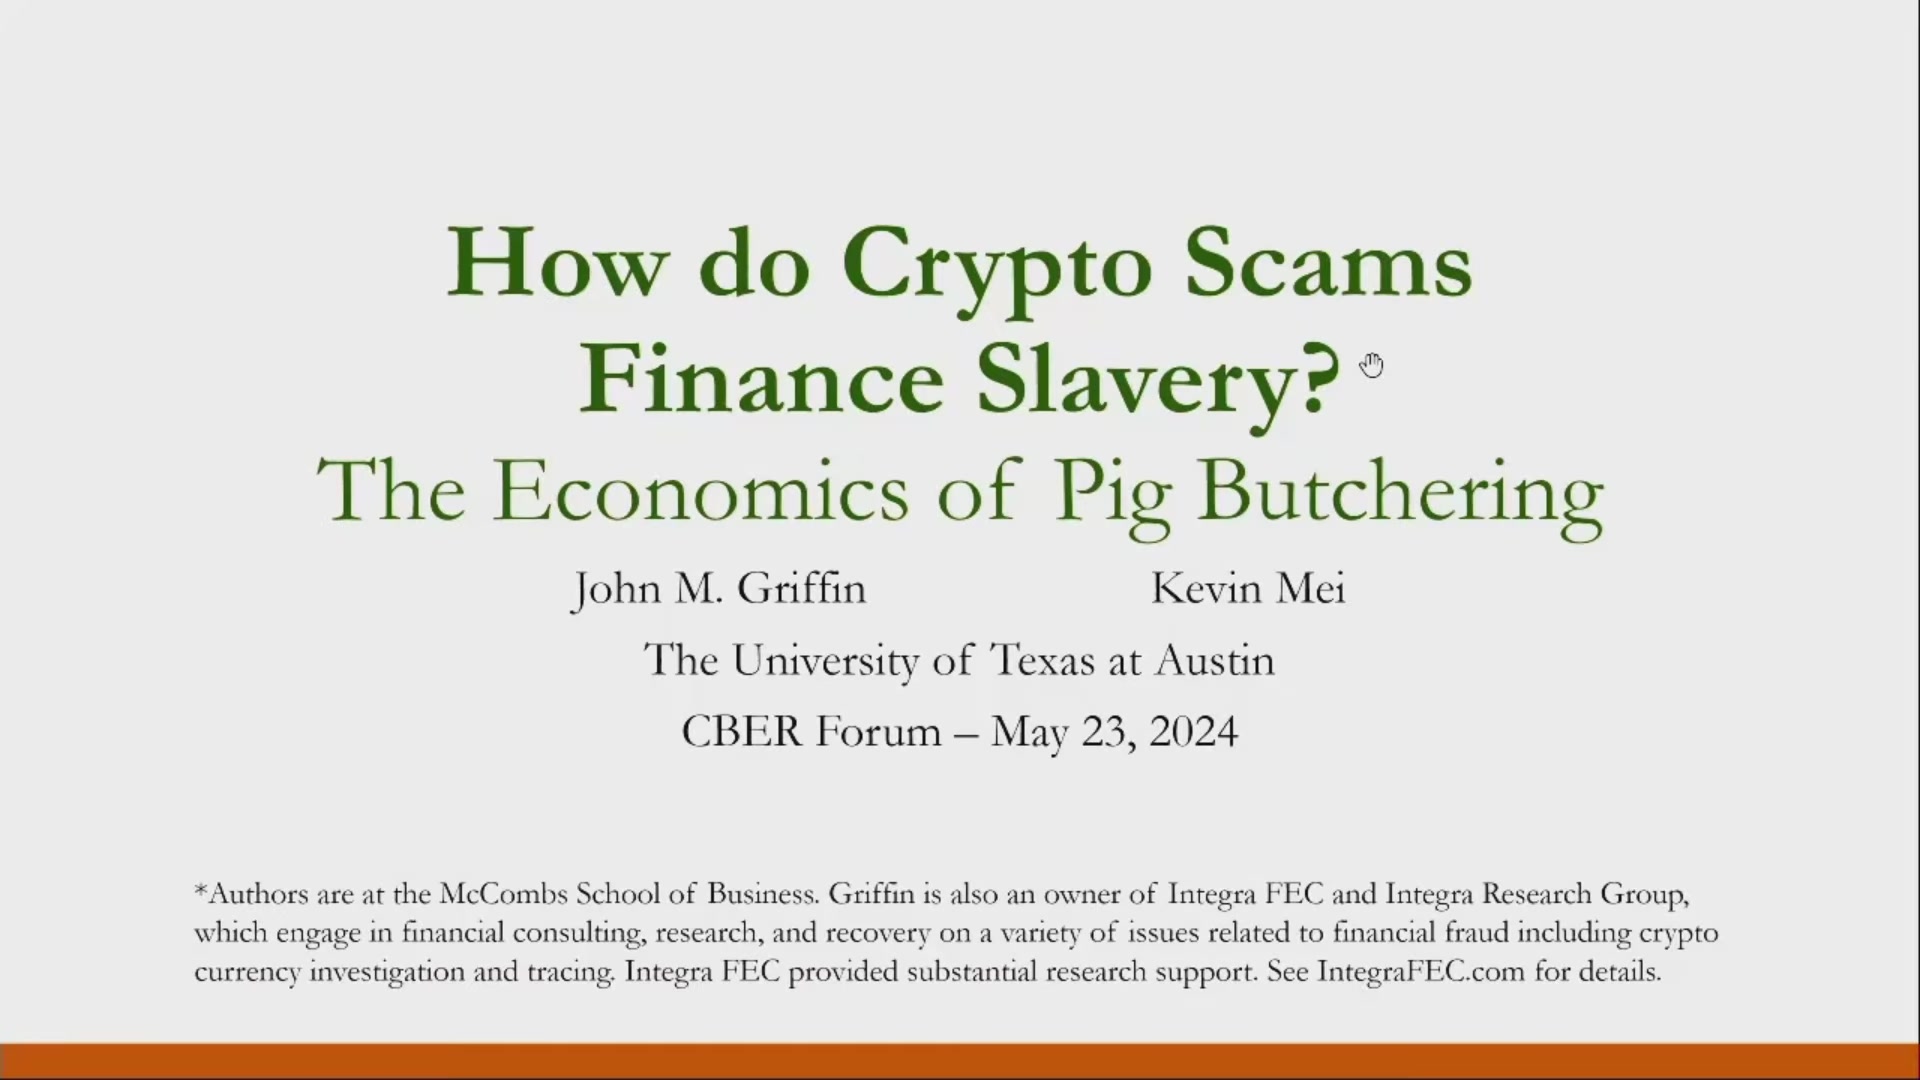 How do Crypto Scams
Finance Slavery?
The Economics of Pig Butchering
John M. Griffin Kevin Mei
The University of Texas at Austin
CBER Forum – May 23, 2024
*Authors are at the McCombs School of Business. Griffin is also an owner of Integra FEC and Integra Research Group,
which engage in financial consulting, research, and recovery on a variety of issues related to financial fraud including crypto
currency investigation and tracing. Integra FEC provided substantial research support. See IntegraFEC.com for details.